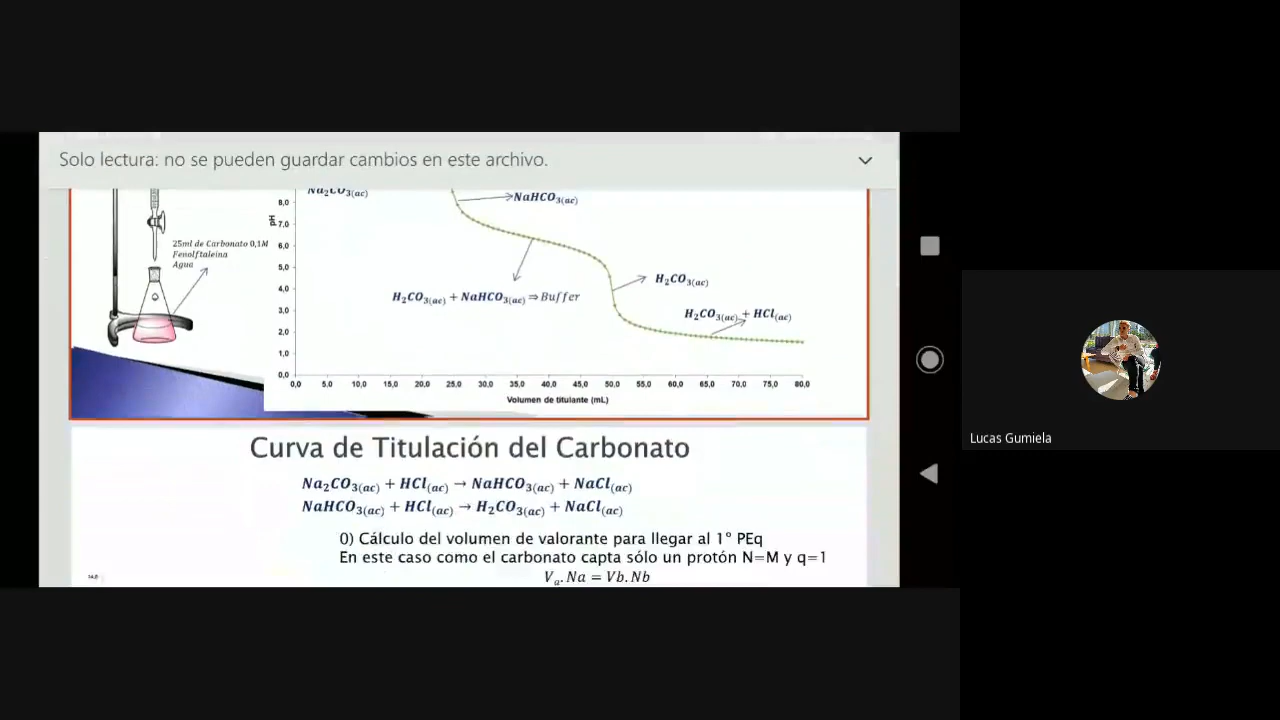 Solo lectura: no se pueden guardar cambios en este archivo.
Na₂CO₃(ac)
NaHCO₃(ac)
25ml de Carbonato 0,1M
Fenolftaleina
Agua
pH
8,0
7,0
6,0
5,0
4,0
3,0
2,0
1,0
0,0
H₂CO₃(ac)
H₂CO₃(ac) + NaHCO₃(ac) ⇒ Buffer
H₂CO₃(ac) + HCl(ac)
0,0 5,0 10,0 15,0 20,0 25,0 30,0 35,0 40,0 45,0 50,0 55,0 60,0 65,0 70,0 75,0 80,0
Volumen de titulante (mL)
Curva de Titulación del Carbonato
Na₂CO₃(ac) + HCl(ac) → NaHCO₃(ac) + NaCl(ac)
NaHCO₃(ac) + HCl(ac) → H₂CO₃(ac) + NaCl(ac)
0) Cálculo del volumen de valorante para llegar al 1° PEq
En este caso como el carbonato capta sólo un protón N=M y q=1
Vₐ.Na = Vb.Nb
14,0
Lucas Gumiela